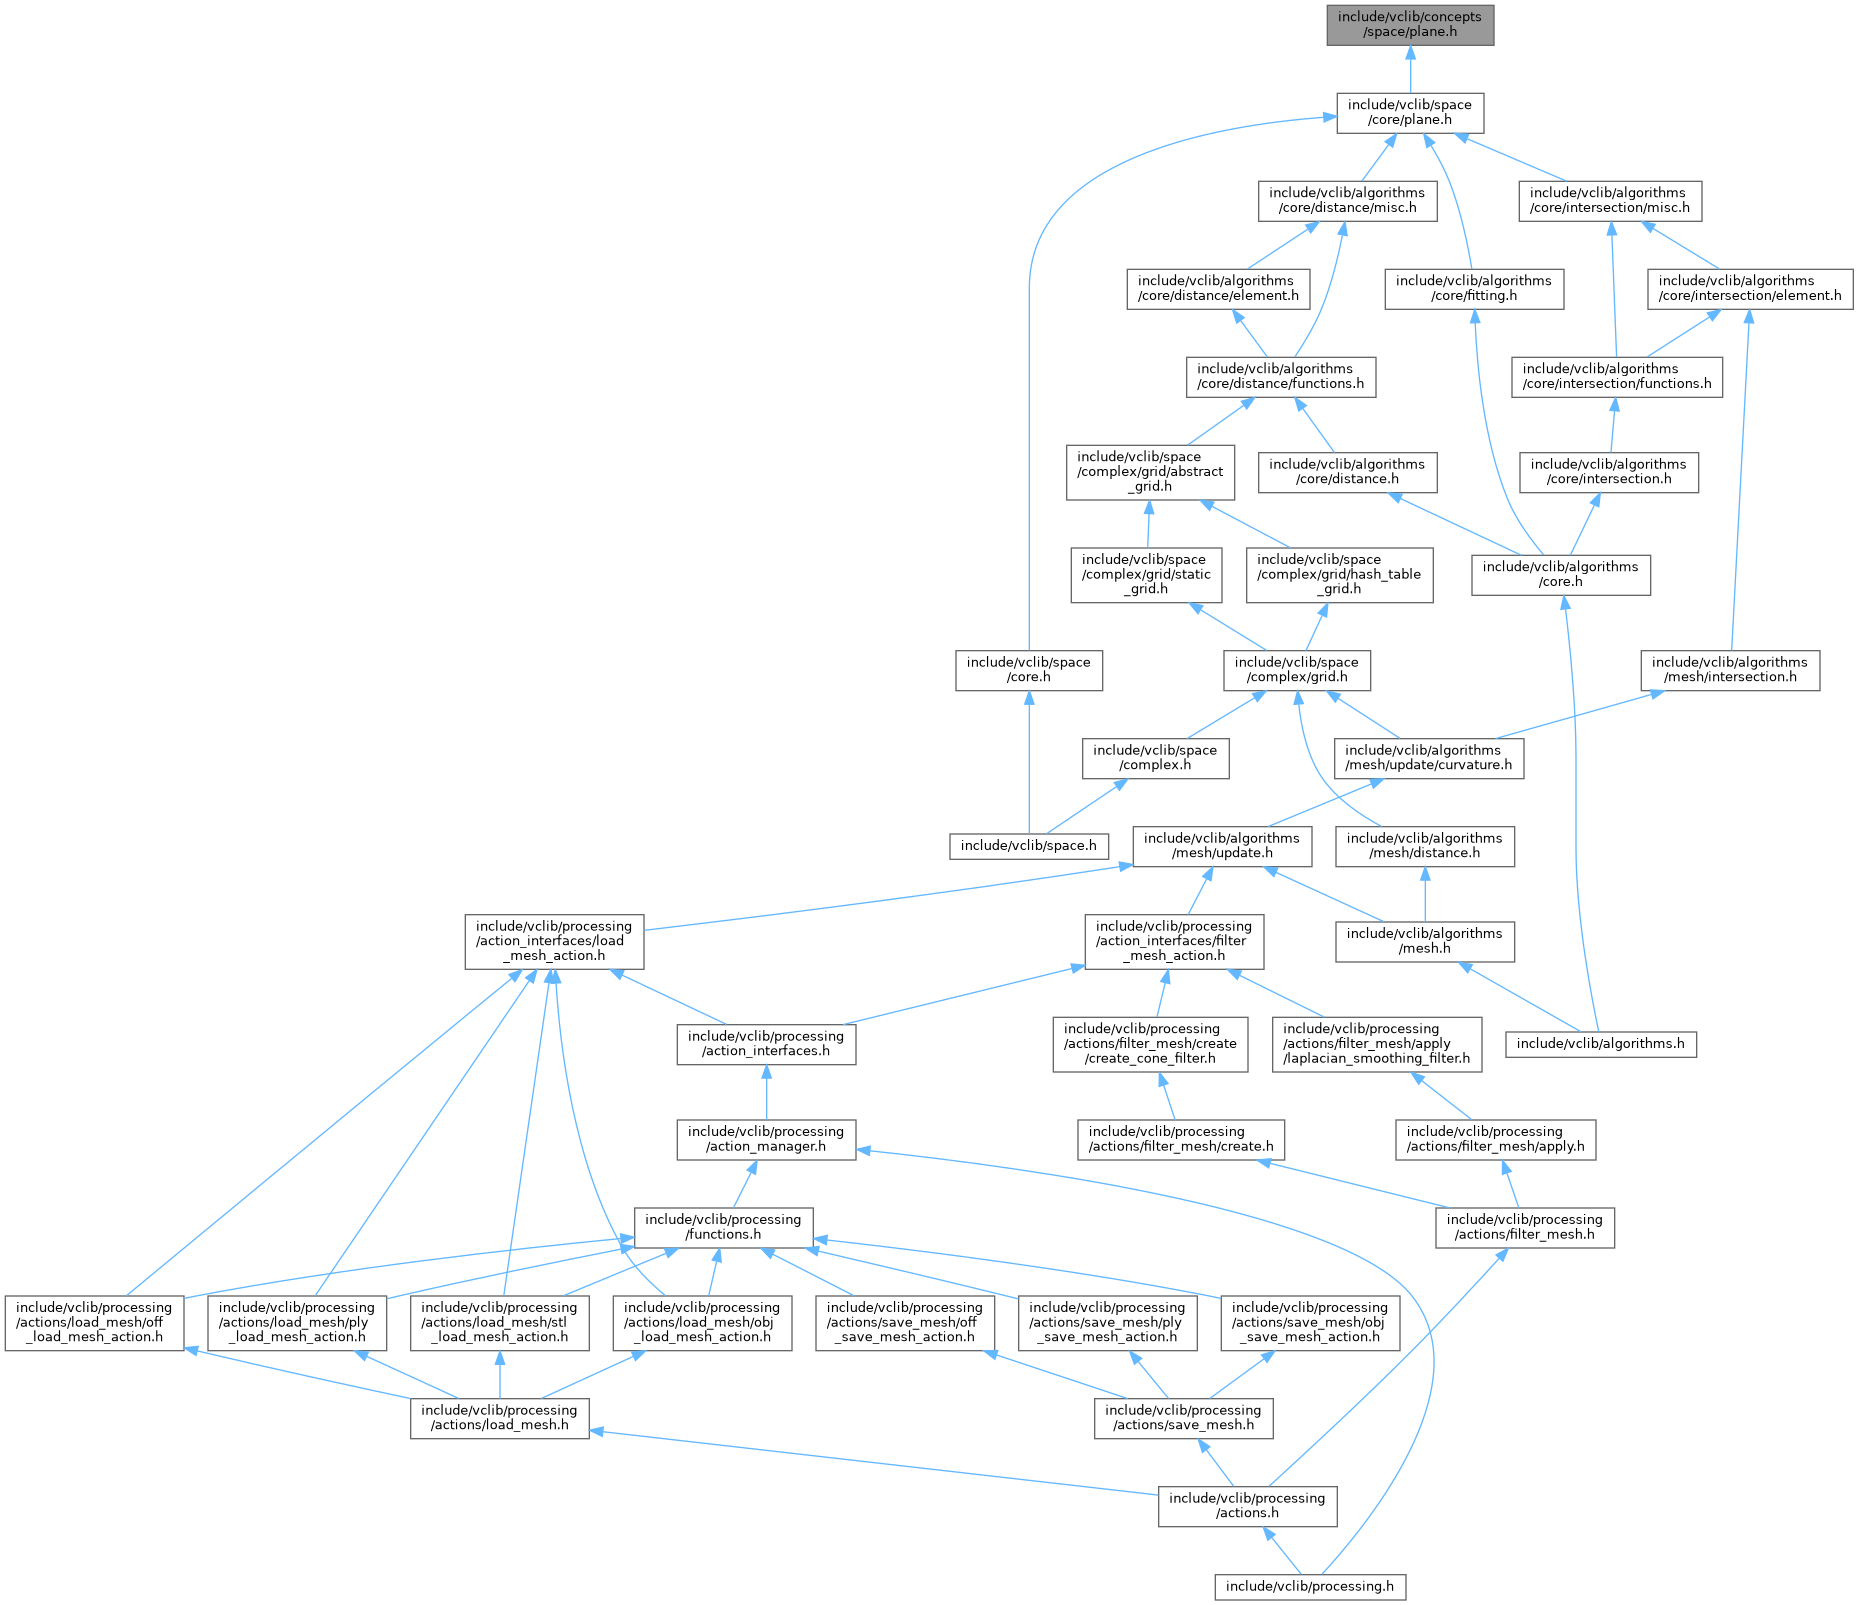 include/vclib/concepts
/space/plane.h
include/vclib/space
/core/plane.h
include/vclib/algorithms
/core/distance/misc.h
include/vclib/algorithms
/core/intersection/misc.h
include/vclib/algorithms
/core/distance/element.h
include/vclib/algorithms
/core/fitting.h
include/vclib/algorithms
/core/intersection/element.h
include/vclib/algorithms
/core/distance/functions.h
include/vclib/algorithms
/core/intersection/functions.h
include/vclib/space
/complex/grid/abstract
_grid.h
include/vclib/algorithms
/core/distance.h
include/vclib/algorithms
/core/intersection.h
include/vclib/space
/complex/grid/static
_grid.h
include/vclib/space
/complex/grid/hash_table
_grid.h
include/vclib/algorithms
/core.h
include/vclib/space
/core.h
include/vclib/space
/complex/grid.h
include/vclib/algorithms
/mesh/intersection.h
include/vclib/space
/complex.h
include/vclib/algorithms
/mesh/update/curvature.h
include/vclib/space.h
include/vclib/algorithms
/mesh/update.h
include/vclib/algorithms
/mesh/distance.h
include/vclib/processing
/action_interfaces/load
_mesh_action.h
include/vclib/processing
/action_interfaces/filter
_mesh_action.h
include/vclib/algorithms
/mesh.h
include/vclib/processing
/action_interfaces.h
include/vclib/processing
/actions/filter_mesh/create
/create_cone_filter.h
include/vclib/processing
/actions/filter_mesh/apply
/laplacian_smoothing_filter.h
include/vclib/algorithms.h
include/vclib/processing
/action_manager.h
include/vclib/processing
/actions/filter_mesh/create.h
include/vclib/processing
/actions/filter_mesh/apply.h
include/vclib/processing
/functions.h
include/vclib/processing
/actions/filter_mesh.h
include/vclib/processing
/actions/load_mesh/off
_load_mesh_action.h
include/vclib/processing
/actions/load_mesh/ply
_load_mesh_action.h
include/vclib/processing
/actions/load_mesh/stl
_load_mesh_action.h
include/vclib/processing
/actions/load_mesh/obj
_load_mesh_action.h
include/vclib/processing
/actions/save_mesh/off
_save_mesh_action.h
include/vclib/processing
/actions/save_mesh/ply
_save_mesh_action.h
include/vclib/processing
/actions/save_mesh/obj
_save_mesh_action.h
include/vclib/processing
/actions/load_mesh.h
include/vclib/processing
/actions/save_mesh.h
include/vclib/processing
/actions.h
include/vclib/processing.h